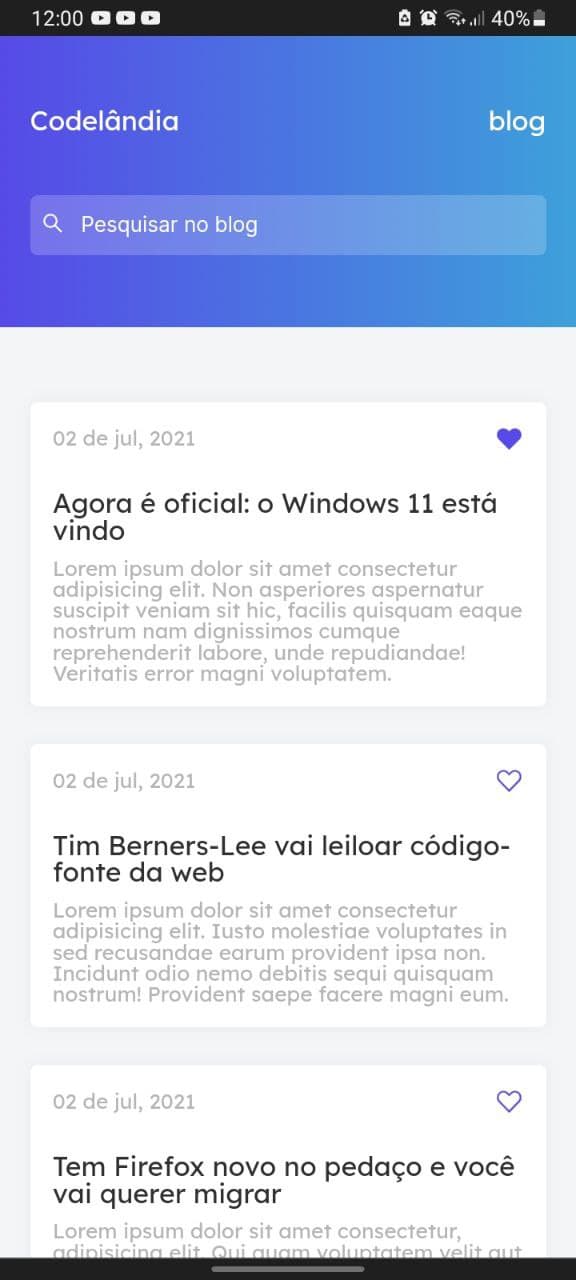 12:00
40%
Codelândia
blog
Pesquisar no blog
02 de jul, 2021
Agora é oficial: o Windows 11 está
vindo
Lorem ipsum dolor sit amet consectetur
adipisicing elit. Non asperiores aspernatur
suscipit veniam sit hic, facilis quisquam eaque
nostrum nam dignissimos cumque
reprehenderit labore, unde repudiandae!
Veritatis error magni voluptatem.
02 de jul, 2021
Tim Berners-Lee vai leiloar código-
fonte da web
Lorem ipsum dolor sit amet consectetur
adipisicing elit. Iusto molestiae voluptates in
sed recusandae earum provident ipsa non.
Incidunt odio nemo debitis sequi quisquam
nostrum! Provident saepe facere magni eum.
02 de jul, 2021
Tem Firefox novo no pedaço e você
vai querer migrar
Lorem ipsum dolor sit amet consectetur,
adipisicing elit. Qui quam voluptatem velit aut